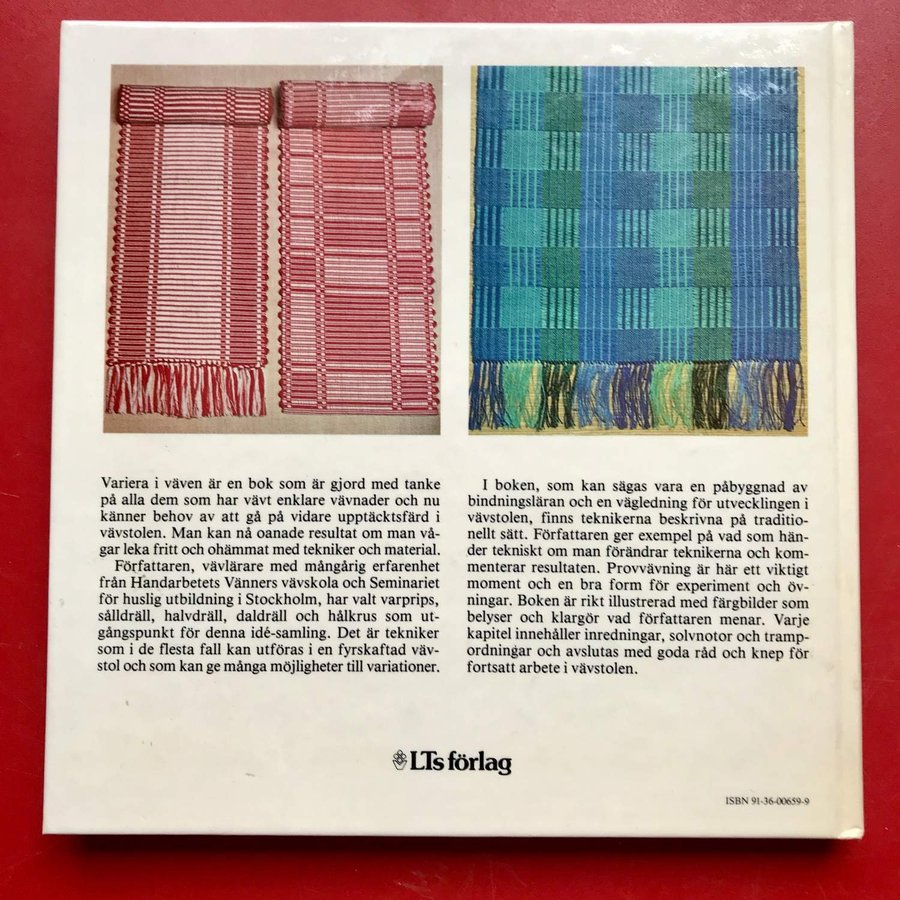 Variera i väven är en bok som är gjord med tanke
på alla dem som har vävt enklare vävnader och nu
känner behov av att gå på vidare upptäcktsfärd i
vävstolen. Man kan nå oanade resultat om man vå-
gar leka fritt och ohämmat med tekniker och material.
Författaren, vävlärare med mångårig erfarenhet
från Handarbetets Vänners vävskola och Seminariet
för huslig utbildning i Stockholm, har valt varprips,
sålldräll, halvdräll, daldräll och hålkrus som ut-
gångspunkt för denna idé-samling. Det är tekniker
som i de flesta fall kan utföras i en fyrskaftad väv-
stol och som kan ge många möjligheter till variationer.
I boken, som kan sägas vara en påbyggnad av
bindningsläran och en vägledning för utvecklingen i
vävstolen, finns teknikerna beskrivna på traditio-
nellt sätt. Författaren ger exempel på vad som hän-
der tekniskt om man förändrar teknikerna och kom-
menterar resultaten. Provvävning är här ett viktigt
moment och en bra form för experiment och öv-
ningar. Boken är rikt illustrerad med färgbilder som
belyser och klargör vad författaren menar. Varje
kapitel innehåller inredningar, solvnotor och tramp-
ordningar och avslutas med goda råd och knep för
fortsatt arbete i vävstolen.
LTs förlag
ISBN 91-36-00659-9